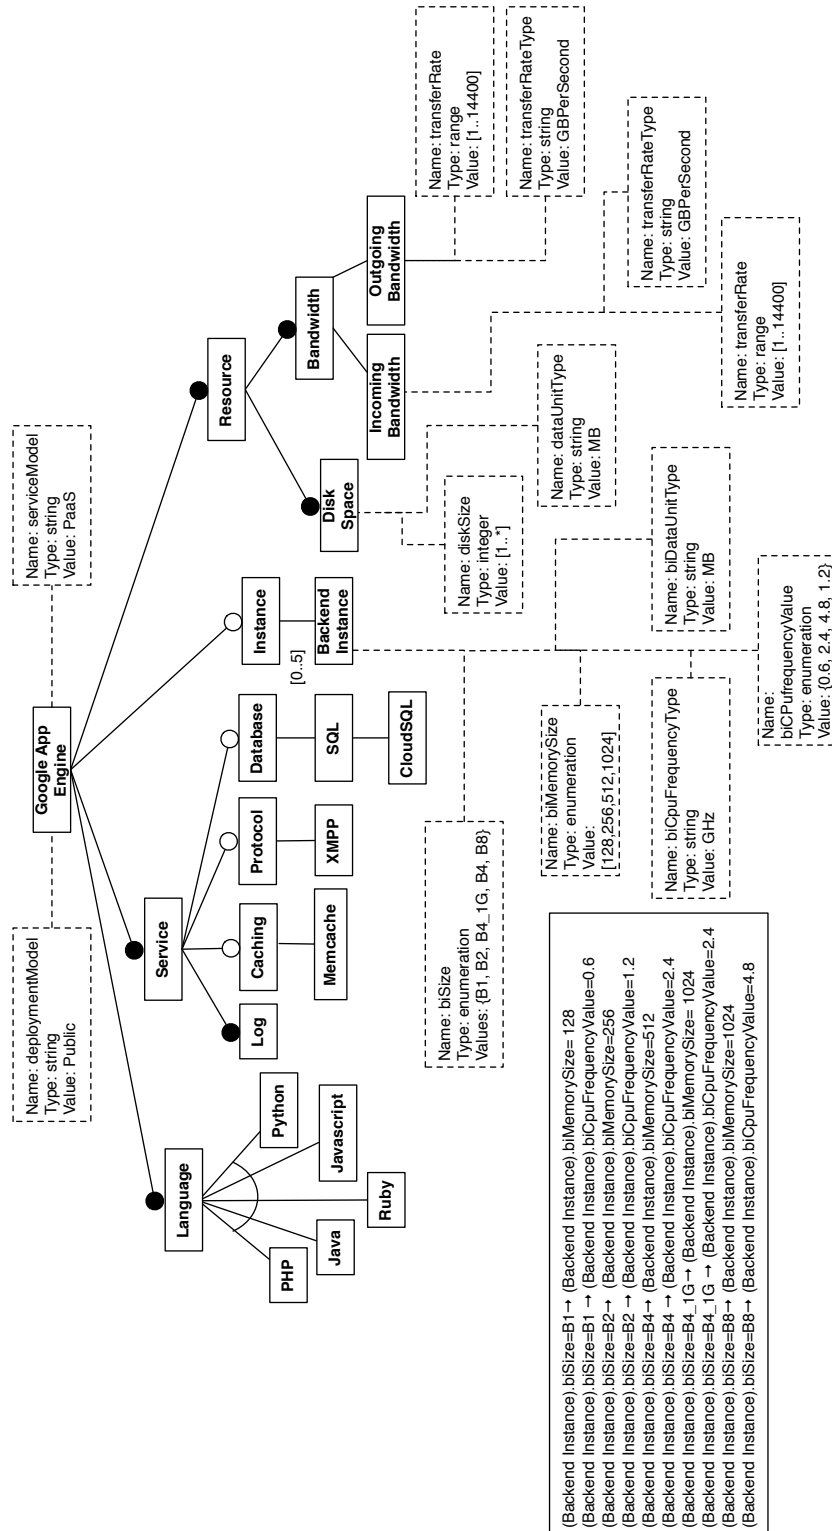 Name: deploymentModel
Type: string
Value: Public
Google App
Engine
Name: serviceModel
Type: string
Value: PaaS
Language
Service
Instance
Resource
PHP
Java
Ruby
Javascript
Python
Log
Caching
Protocol
Database
[0..5]
Backend
Instance
Disk
Space
Bandwidth
Memcache
XMPP
SQL
CloudSQL
Incoming
Bandwidth
Outgoing
Bandwidth
Name: transferRate
Type: range
Value: [1..14400]
Name: transferRateType
Type: string
Value: GBPerSecond
Name: biSize
Type: enumeration
Values: {B1, B2, B4_1G, B4, B8}
Name: diskSize
Type: integer
Value: [1..*]
Name: dataUnitType
Type: string
Value: MB
Name: transferRateType
Type: string
Value: GBPerSecond
Name: transferRate
Type: range
Value: [1..14400]
Name: biMemorySize
Type: enumeration
Value:
[128,256,512,1024]
Name: biDataUnitType
Type: string
Value: MB
Name: biCpuFrequencyType
Type: string
Value: GHz
Name:
biCPufrequencyValue
Type: enumeration
Value: {0.6, 2.4, 4.8, 1.2}
(Backend Instance).biSize=B1→ (Backend Instance).biMemorySize= 128
(Backend Instance).biSize=B1 → (Backend Instance).biCpuFrequencyValue=0.6
(Backend Instance).biSize=B2→ (Backend Instance).biMemorySize=256
(Backend Instance).biSize=B2 → (Backend Instance).biCpuFrequencyValue=1.2
(Backend Instance).biSize=B4→ (Backend Instance).biMemorySize=512
(Backend Instance).biSize=B4 → (Backend Instance).biCpuFrequencyValue=2.4
(Backend Instance).biSize=B4_1G→ (Backend Instance).biMemorySize= 1024
(Backend Instance).biSize=B4_1G → (Backend Instance).biCpuFrequencyValue=2.4
(Backend Instance).biSize=B8→ (Backend Instance).biMemorySize=1024
(Backend Instance).biSize=B8→ (Backend Instance).biCpuFrequencyValue=4.8